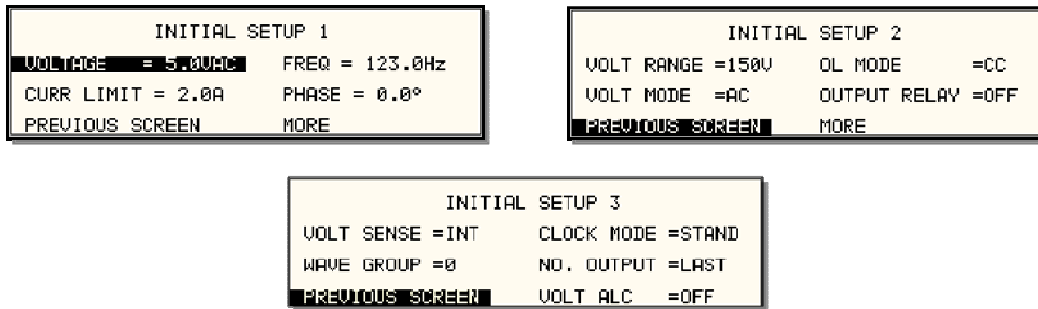 INITIAL SETUP 1
VOLTAGE = 5.0VAC FREQ = 123.0Hz
CURR LIMIT = 2.0A PHASE = 0.0°
PREVIOUS SCREEN MORE
INITIAL SETUP 2
VOLT RANGE =150V OL MODE =CC
VOLT MODE =AC OUTPUT RELAY =OFF
PREVIOUS SCREEN MORE
INITIAL SETUP 3
VOLT SENSE =INT CLOCK MODE =STAND
WAVE GROUP =0 NO. OUTPUT =LAST
PREVIOUS SCREEN VOLT ALC =OFF